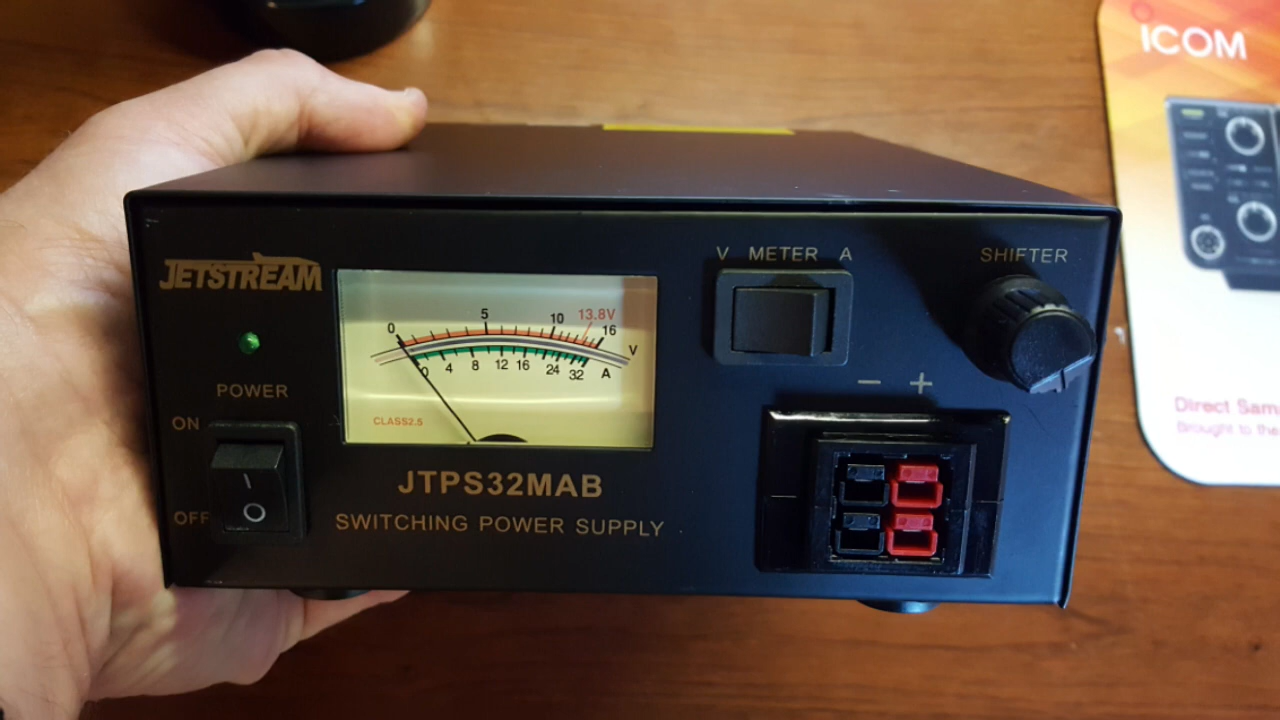 iCOM
JETSTREAM
V METER A
SHIFTER
0 5 10 13.8V 16
V
0 4 8 12 16 24 32 A
CLASS2.5
POWER
ON
OFF
I
O
− +
JTPS32MAB
SWITCHING POWER SUPPLY
Direct Sam
Brought to the